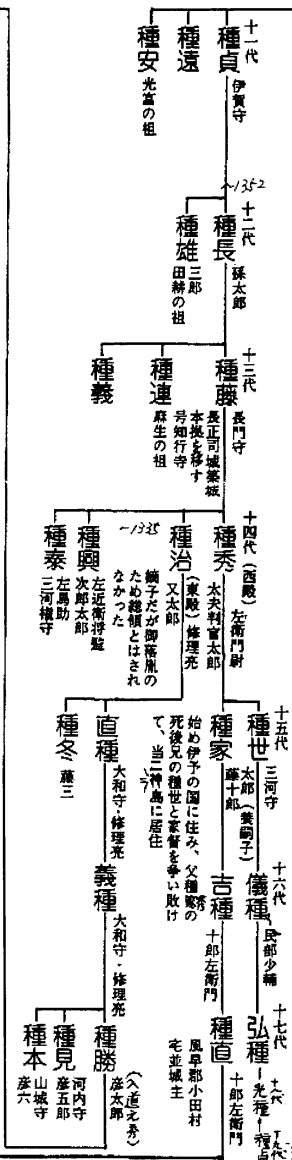 十一代
種貞
伊賀守
種遠
種安
光富の祖
~1352
十二代
種長
孫太郎
種雄
三郎
田耕の祖
十三代
種藤
長門守
長正司城築城
本拠を移す
号知行寺
種連
麻生の祖
種義
十四代(西殿)
種秀
左衛門尉
太夫判官太郎
~1335
種治
(東殿)修理亮
又太郎
嫡子だが御落胤の
ため総領とはされ
なかった
種興
左近衛将監
次郎太郎
種泰
左馬助
三河権守
十五代
種世
三河守
太郎(養嗣子)
種家
藤十郎
始め伊予の国に住み、父種秀の
死後兄の種世と家督を争い敗け
て、当二神島に居住
直種
大和守・修理亮
種冬
藤三
十六代
儀種
民部少輔
吉種
十郎左衛門
義種
大和守・修理亮
十七代
弘種
十八代
光種
十九代
種直
十郎左衛門
風早郡小田村
宅並城主
種勝
彦太郎
種見
河内守
彦五郎
種本
山城守
彦六